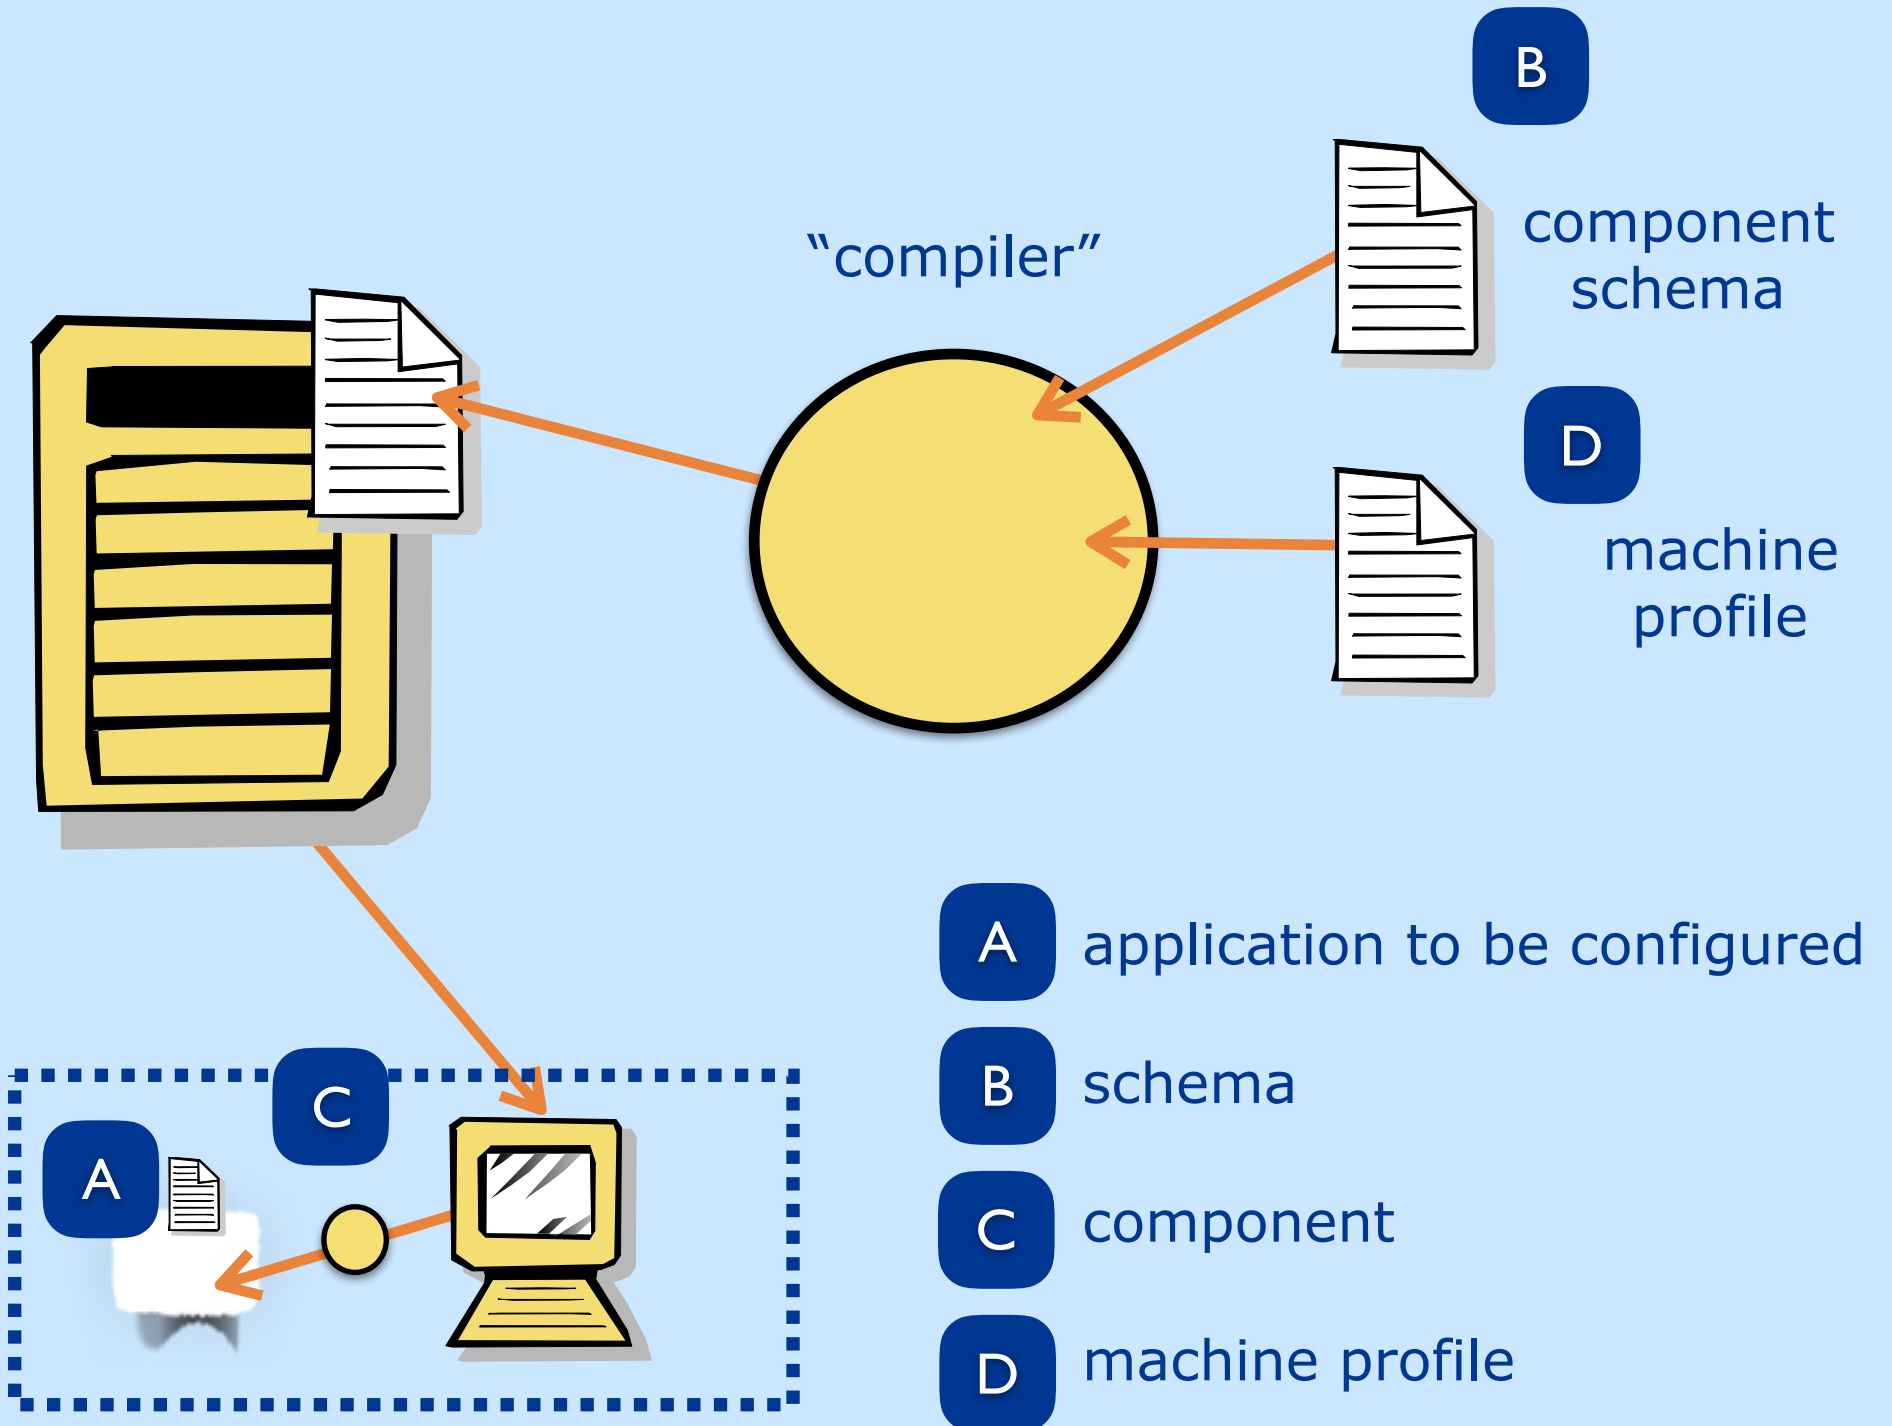 B
component
schema
“compiler”
D
machine
profile
A application to be configured
B schema
C component
D machine profile
C
A